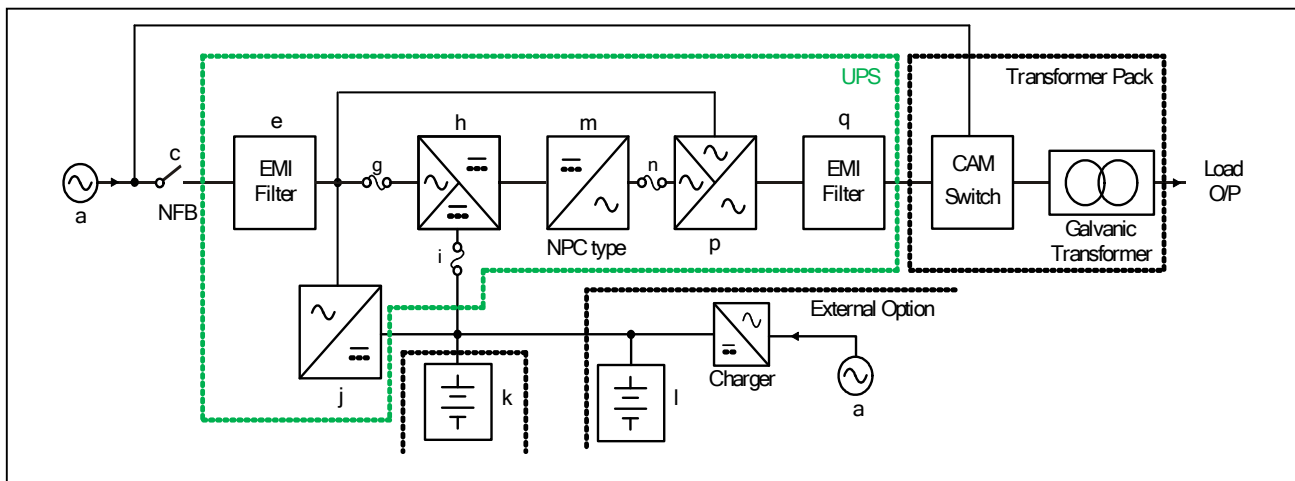 UPS
Transformer Pack
e
h
m
q
c
g
n
EMI
Filter
EMI
Filter
CAM
Switch
Load
O/P
a
NFB
i
NPC type
p
Galvanic
Transformer
External Option
j
k
l
Charger
a